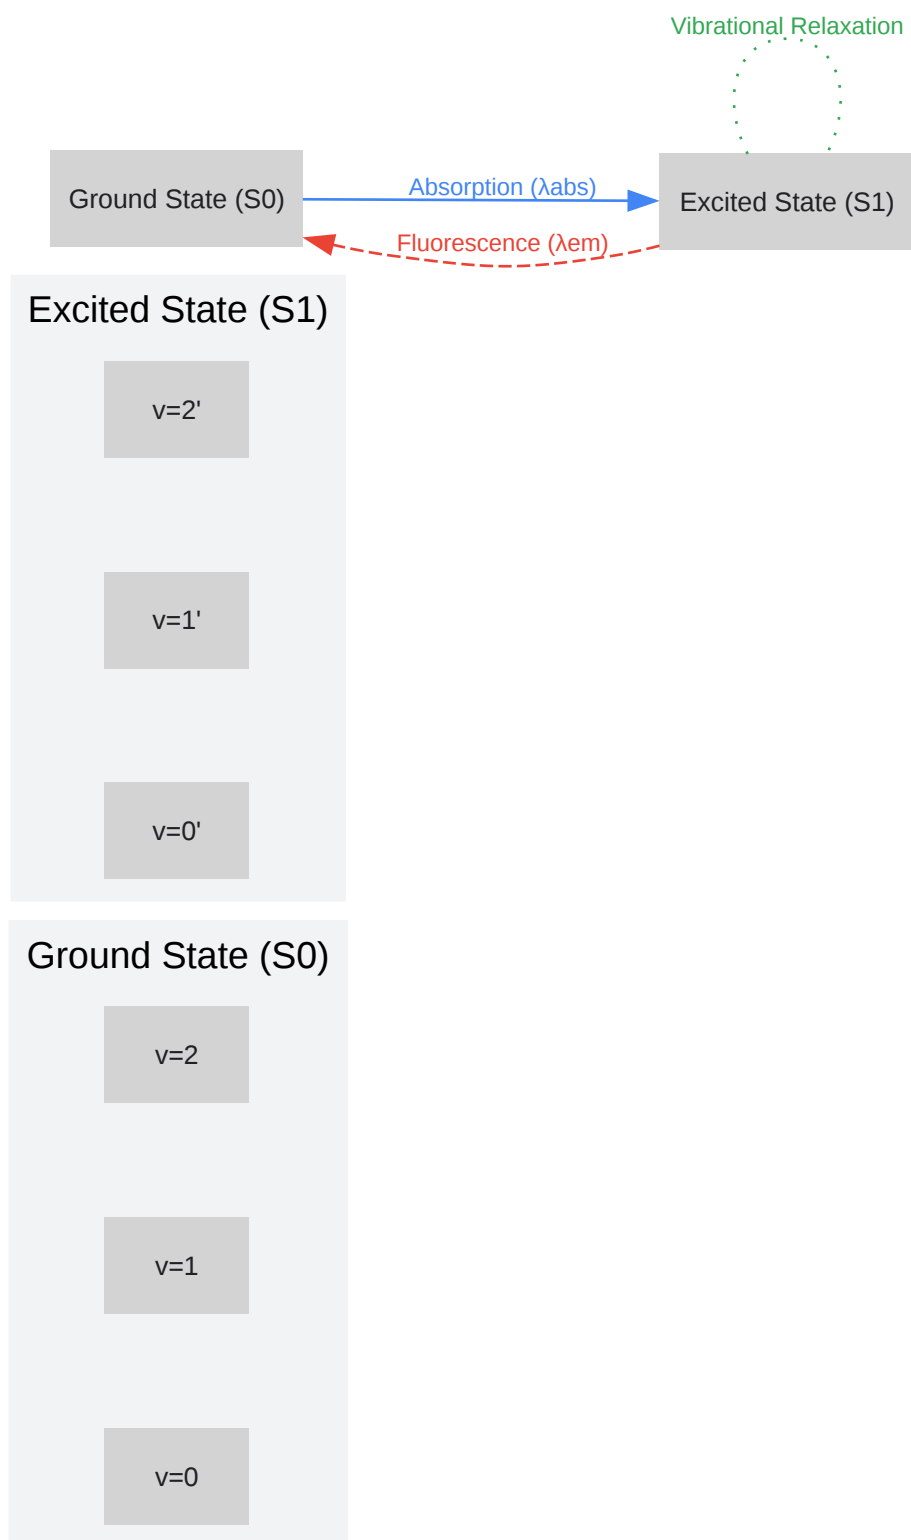 Vibrational Relaxation
Ground State (S0)
Absorption (λabs)
Excited State (S1)
Fluorescence (λem)
Excited State (S1)
v=2'
v=1'
v=0'
Ground State (S0)
v=2
v=1
v=0